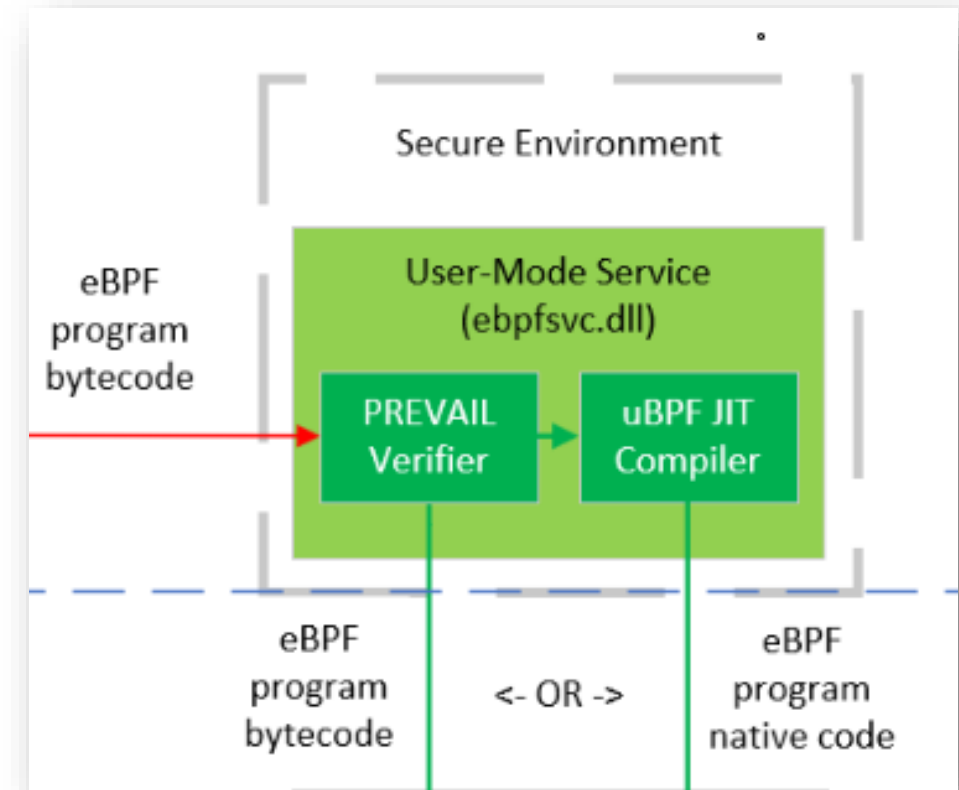 Secure Environment
eBPF
program
bytecode
User-Mode Service
(ebpfsvc.dll)
PREVAIL
Verifier
uBPF JIT
Compiler
eBPF
program
bytecode
<- OR ->
eBPF
program
native code